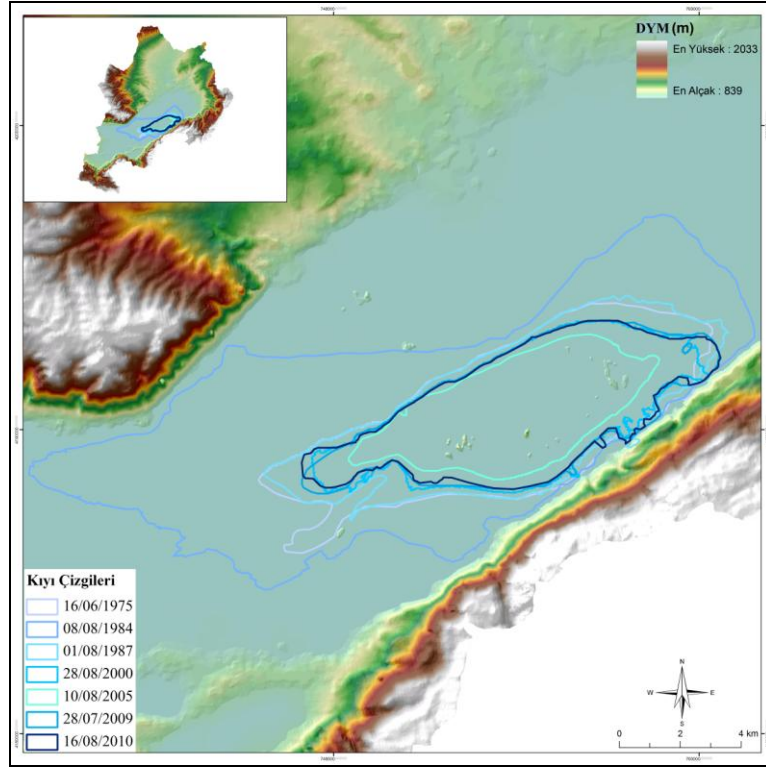 DYM (m)
En Yüksek : 2033
En Alçak : 839
Kıyı Çizgileri
16/06/1975
08/08/1984
01/08/1987
28/08/2000
10/08/2005
28/07/2009
16/08/2010
N
W
E
S
0 2 4 km